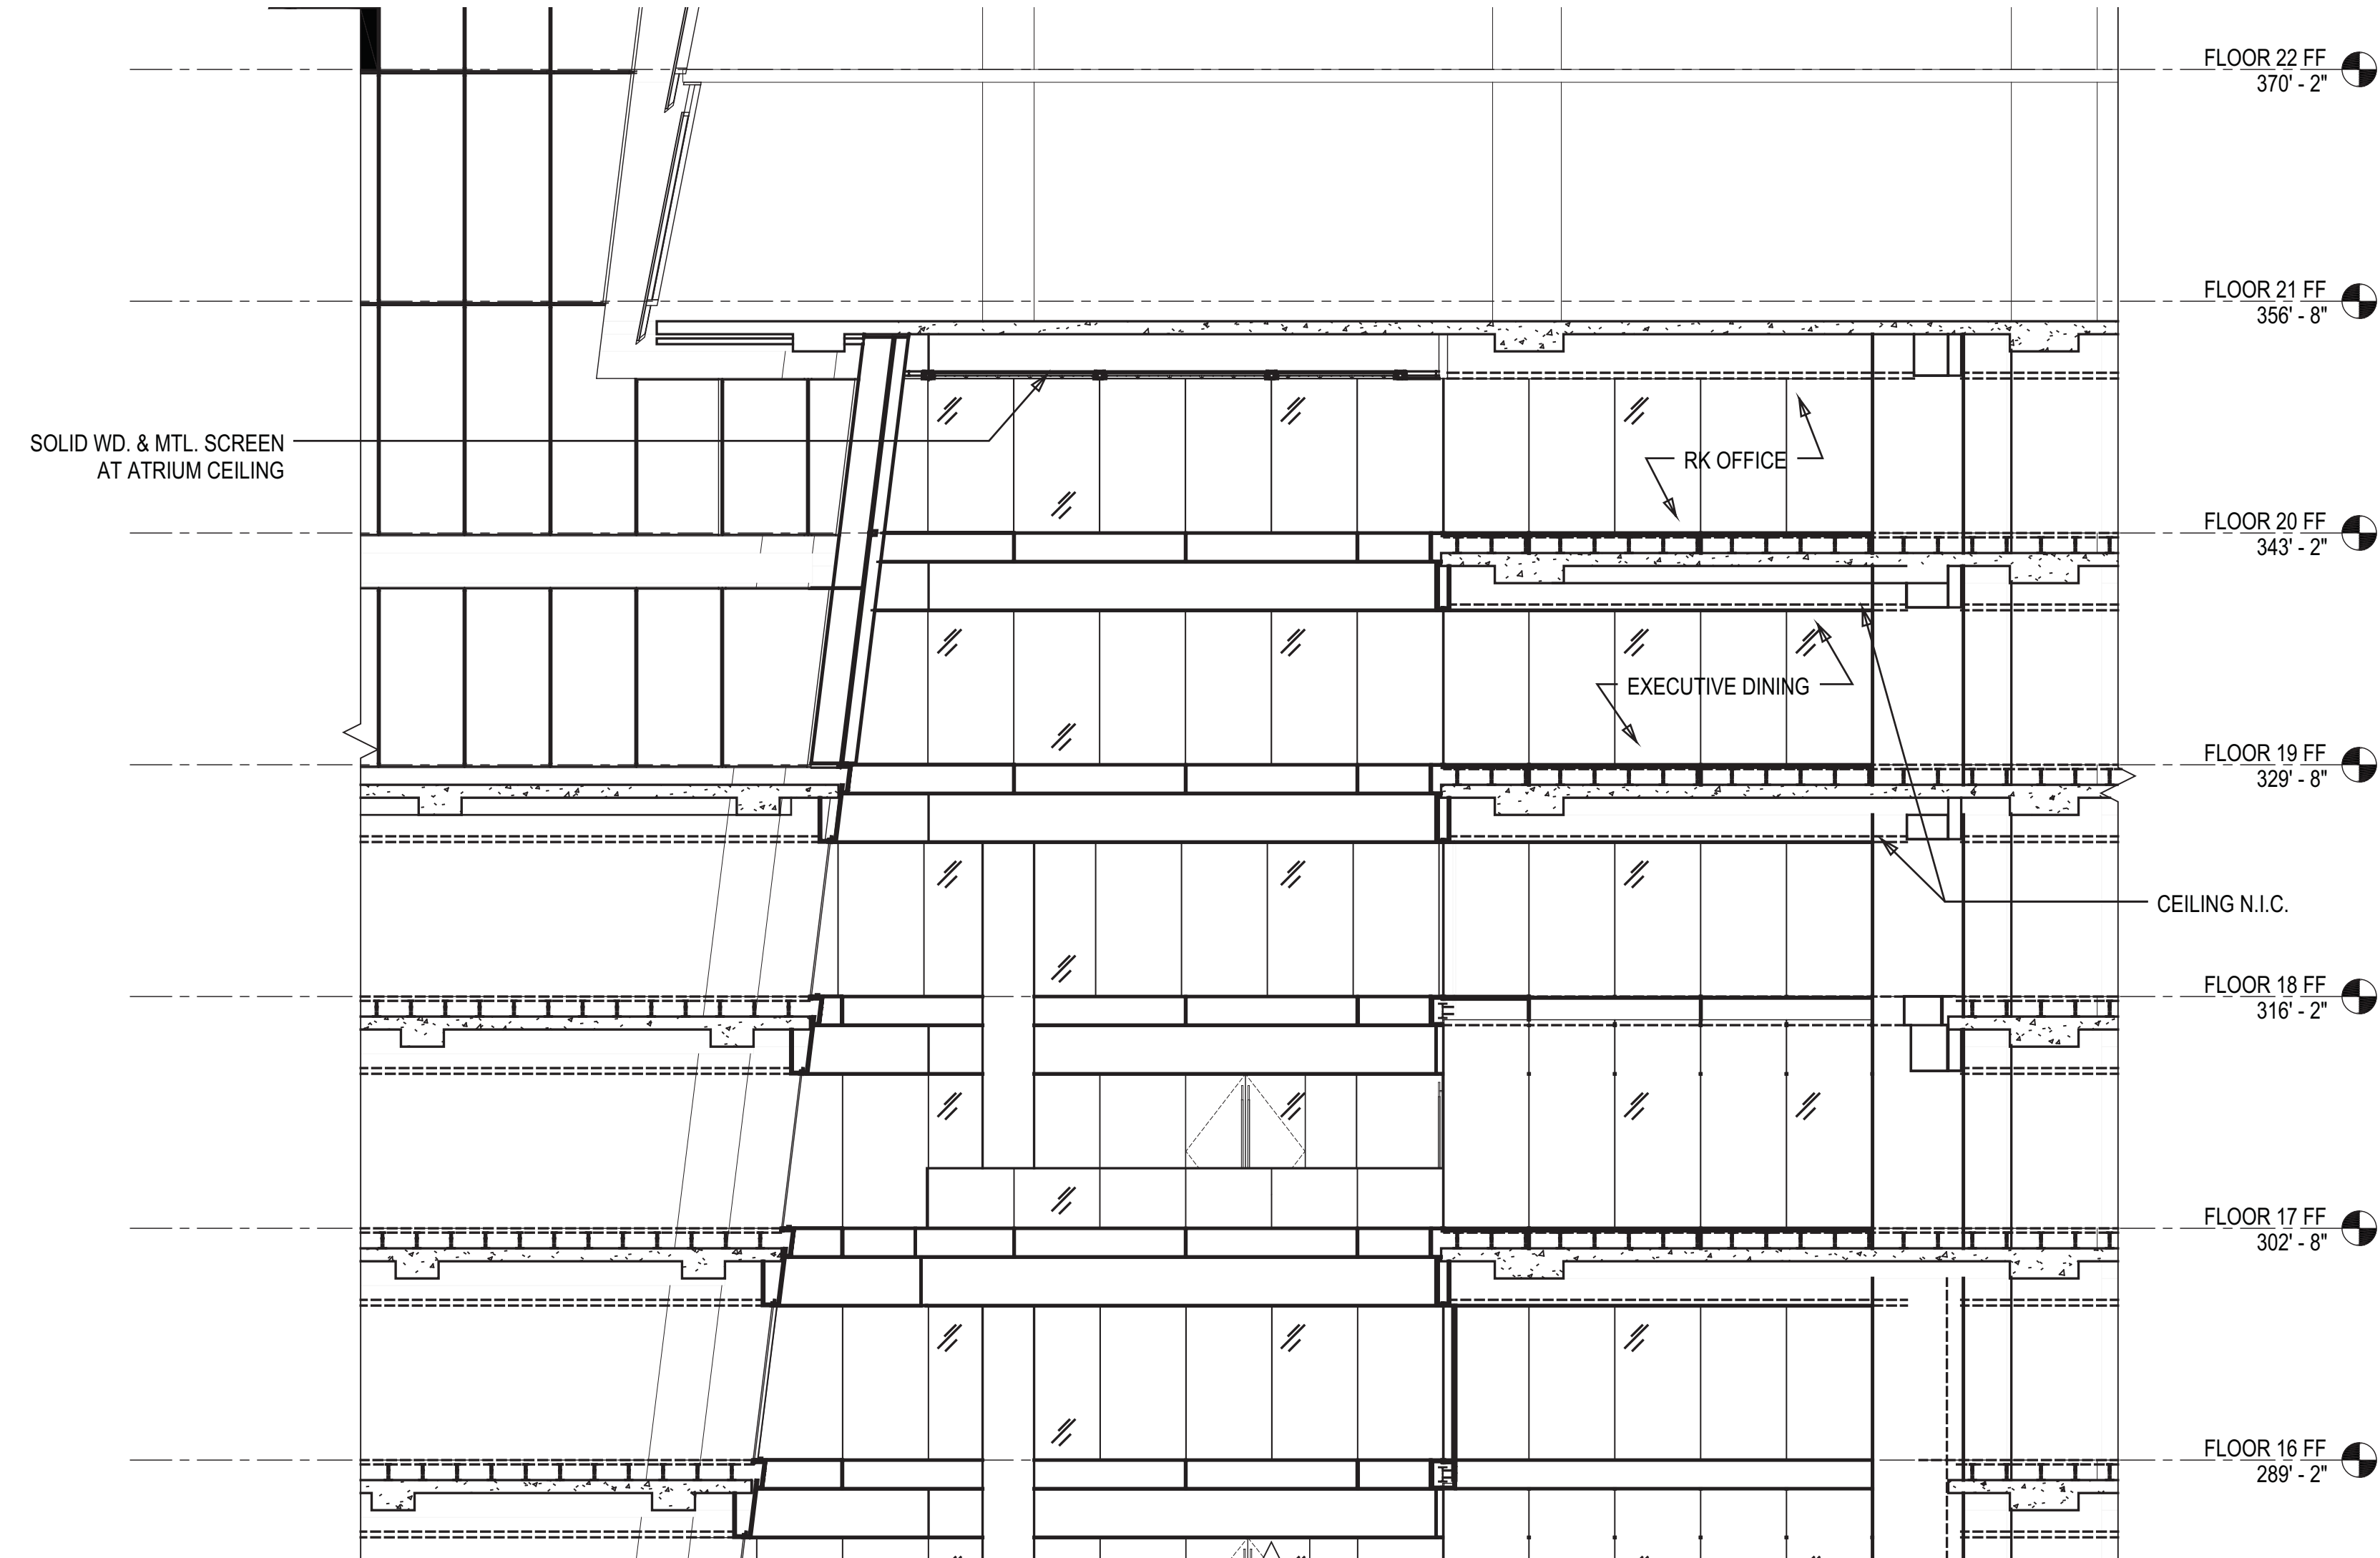 FLOOR 22 FF
370' - 2"
FLOOR 21 FF
356' - 8"
SOLID WD. & MTL. SCREEN
AT ATRIUM CEILING
RK OFFICE
FLOOR 20 FF
343' - 2"
EXECUTIVE DINING
FLOOR 19 FF
329' - 8"
CEILING N.I.C.
FLOOR 18 FF
316' - 2"
FLOOR 17 FF
302' - 8"
FLOOR 16 FF
289' - 2"